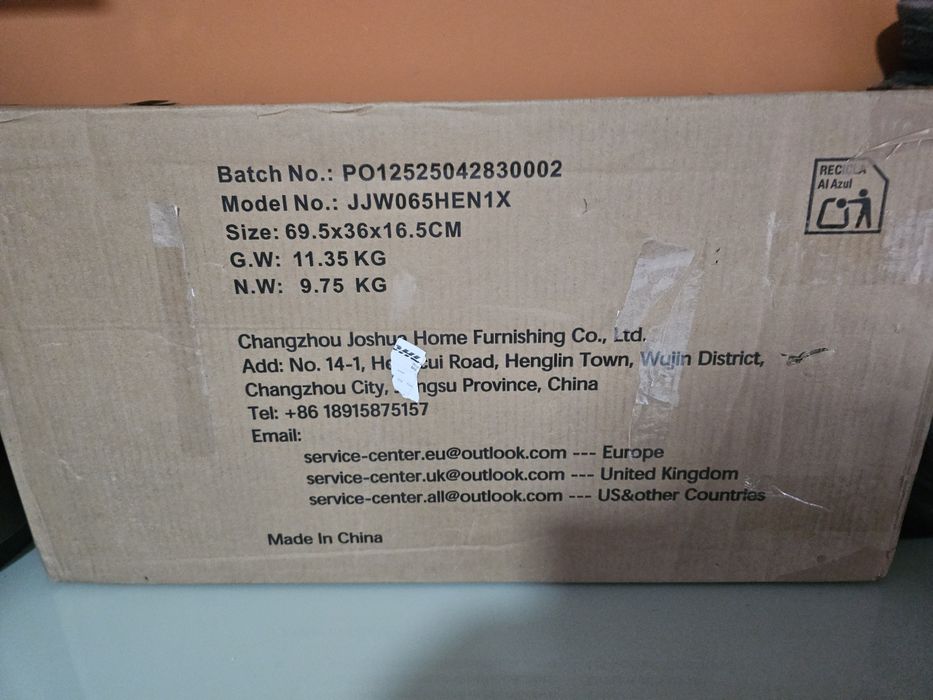 Batch No.: PO12525042830002
Model No.: JJW065HEN1X
Size: 69.5x36x16.5CM
G.W: 11.35 KG
N.W: 9.75 KG
RECICLA
Al Azul
Changzhou Joshua Home Furnishing Co., Ltd.
Add: No. 14-1, Road, Henglin Town, Wujin District,
Changzhou City, Province, China
Tel: +86 18915875157
Email:
service-center.eu@outlook.com --- Europe
service-center.uk@outlook.com --- United Kingdom
service-center.all@outlook.com --- US&other Countries
Made In China